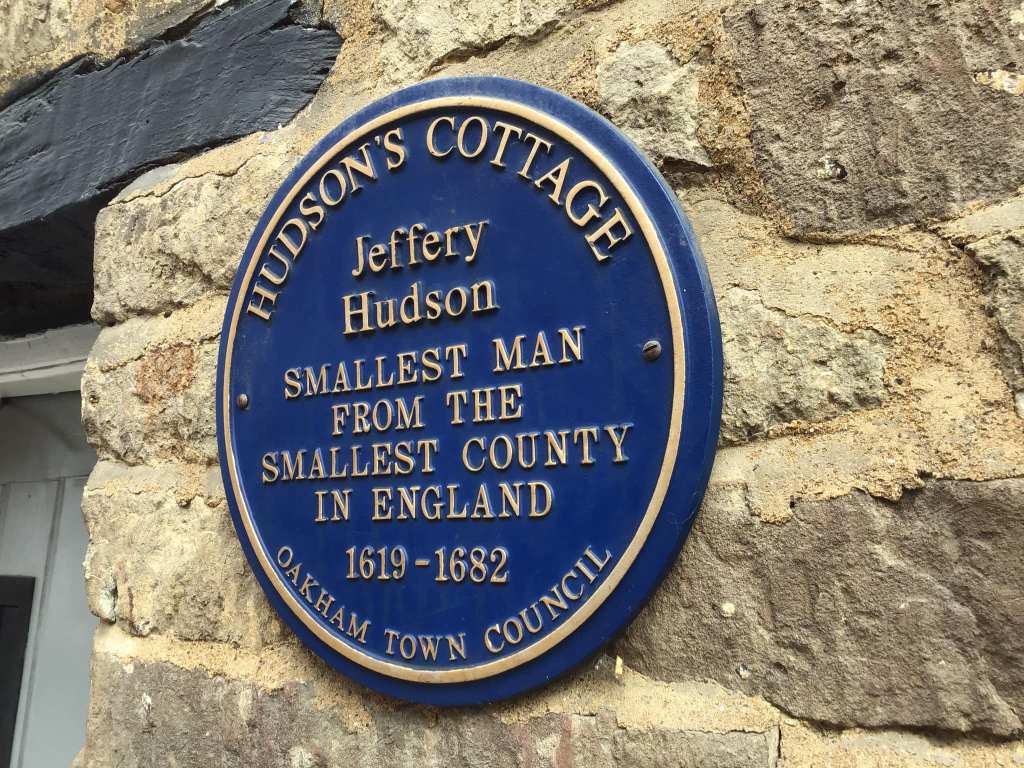 HUDSON'S COTTAGE
Jeffery
Hudson
SMALLEST MAN
FROM THE
SMALLEST COUNTY
IN ENGLAND
1619-1682
OAKHAM TOWN COUNCIL